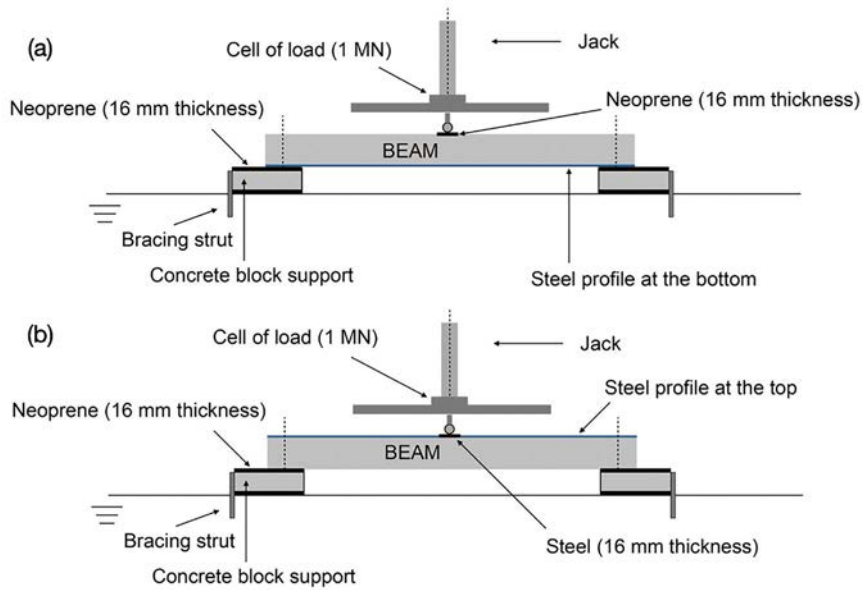 (a)
Jack
Cell of load (1 MN)
Neoprene (16 mm thickness)
Neoprene (16 mm thickness)
BEAM
Bracing strut
Concrete block support
Steel profile at the bottom
(b)
Cell of load (1 MN)
Jack
Steel profile at the top
Neoprene (16 mm thickness)
BEAM
Bracing strut
Steel (16 mm thickness)
Concrete block support